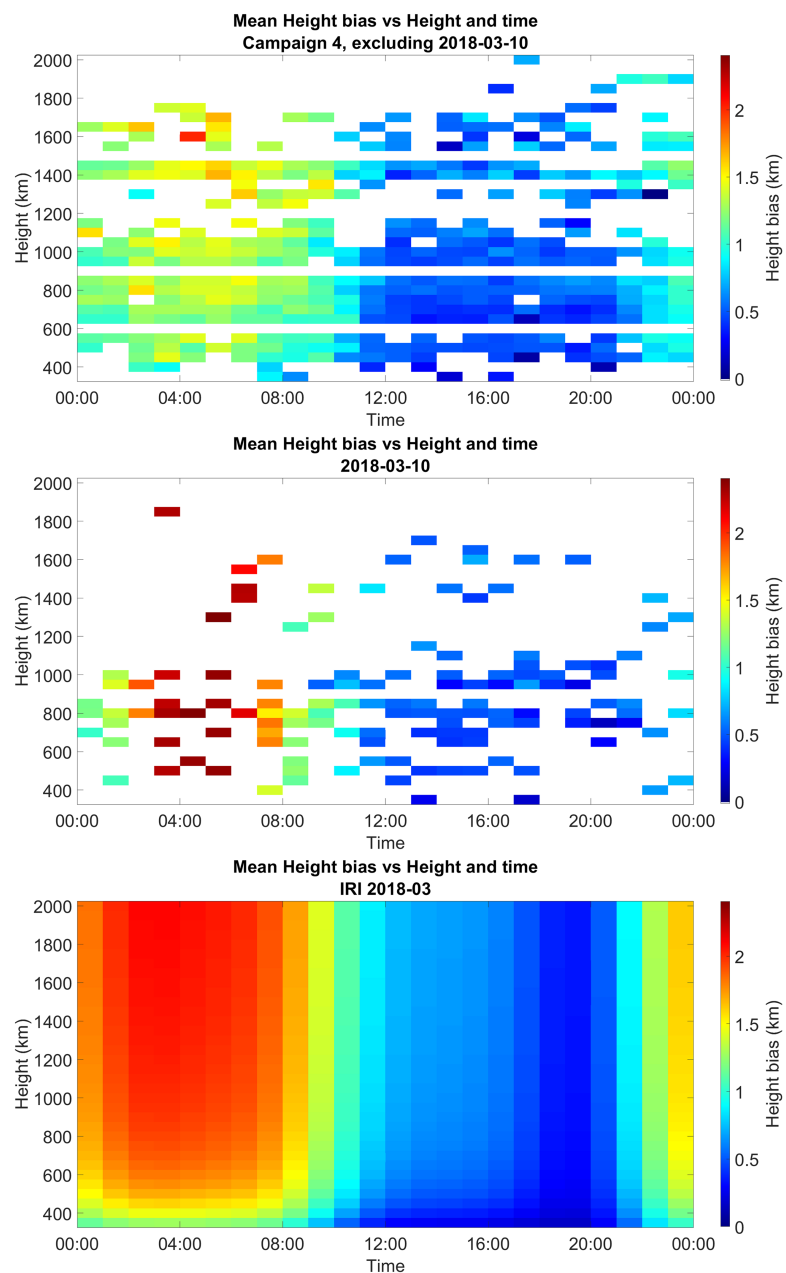 Mean Height bias vs Height and time
Campaign 4, excluding 2018-03-10
2000
1800
1600
1400
1200
1000
800
600
400
Height (km)
00:00 04:00 08:00 12:00 16:00 20:00 00:00
Time
2
1.5
1
0.5
0
Height bias (km)
Mean Height bias vs Height and time
2018-03-10
2000
1800
1600
1400
1200
1000
800
600
400
Height (km)
00:00 04:00 08:00 12:00 16:00 20:00 00:00
Time
2
1.5
1
0.5
0
Height bias (km)
Mean Height bias vs Height and time
IRI 2018-03
2000
1800
1600
1400
1200
1000
800
600
400
Height (km)
00:00 04:00 08:00 12:00 16:00 20:00 00:00
Time
2
1.5
1
0.5
0
Height bias (km)